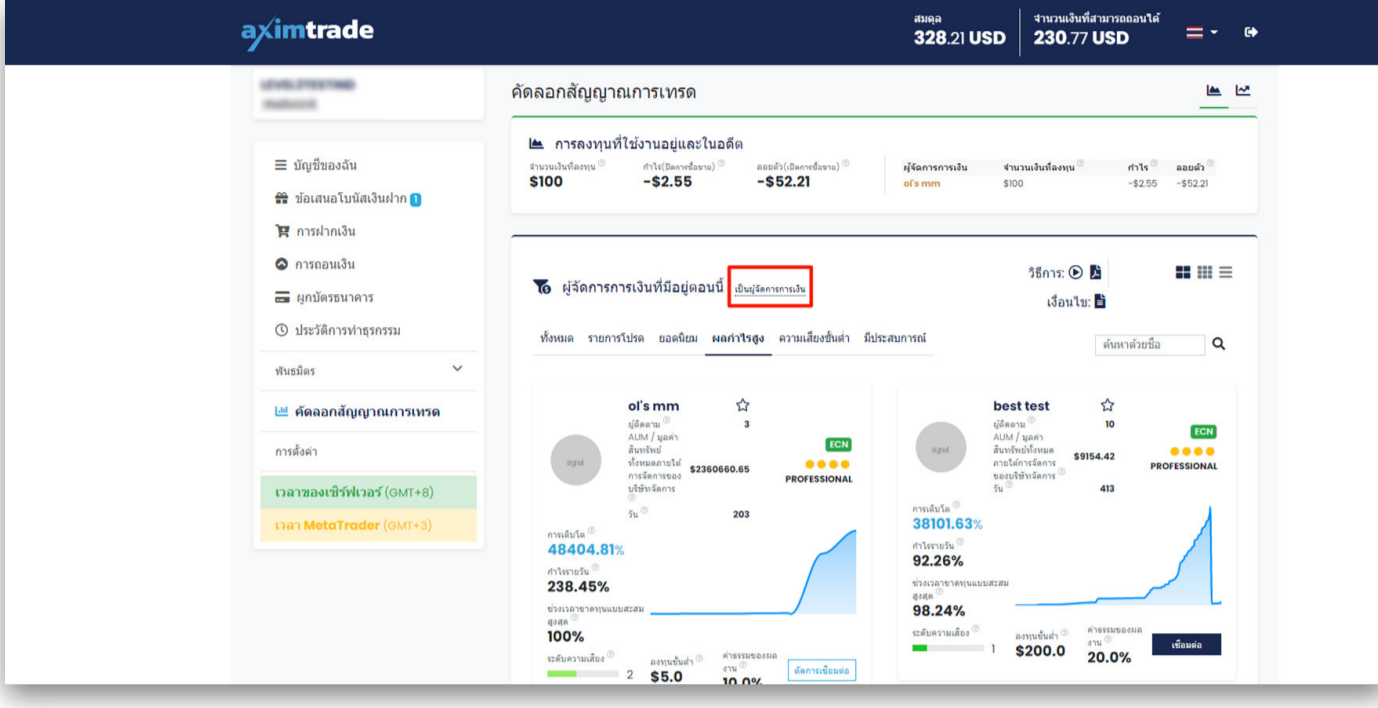 aximtrade
สมดุล
328.21 USD
จำนวนเงินที่สามารถถอนได้
230.77 USD
บัญชีของฉัน
ข้อเสนอโบนัสเงินฝาก 1
การฝากเงิน
การถอนเงิน
ผูกบัตรธนาคาร
ประวัติการทำธุรกรรม
พันธมิตร
คัดลอกสัญญาณการเทรด
การตั้งค่า
เวลาของเซิร์ฟเวอร์ (GMT+8)
เวลา MetaTrader (GMT+3)
คัดลอกสัญญาณการเทรด
การลงทุนที่ใช้งานอยู่และในอดีต
จำนวนเงินที่ลงทุน
$100
กำไร(ปิดการซื้อขาย)
-$2.55
ลอยตัว(เปิดการซื้อขาย)
-$52.21
ผู้จัดการการเงิน จำนวนเงินที่ลงทุน กำไร ลอยตัว
ol's mm $100 -$2.55 -$52.21
ผู้จัดการการเงินที่มีอยู่ตอนนี้ เป็นผู้จัดการการเงิน
วิธีการ:
เงื่อนไข:
ทั้งหมด รายการโปรด ยอดนิยม ผลกำไรสูง ความเสี่ยงขั้นต่ำ มีประสบการณ์
ค้นหาด้วยชื่อ
ol's mm
ผู้ติดตาม 3
AUM / มูลค่า
สินทรัพย์
ทั้งหมดภายใต้
การจัดการของ
บริษัทจัดการ
$2360660.65
วัน 203
ECN
PROFESSIONAL
การเติบโต
48404.81%
กำไรรายวัน
238.45%
ช่วงเวลาขาดทุนแบบสะสม
สูงสุด
100%
ระดับความเสี่ยง
2
ลงทุนขั้นต่ำ
$5.0
ค่าธรรมของผล
งาน
10.0%
ตัดการเชื่อมต่อ
best test
ผู้ติดตาม 10
AUM / มูลค่า
สินทรัพย์ทั้งหมด
ภายใต้การจัดการ
ของบริษัทจัดการ
$9154.42
วัน 413
ECN
PROFESSIONAL
การเติบโต
38101.63%
กำไรรายวัน
92.26%
ช่วงเวลาขาดทุนแบบสะสม
สูงสุด
98.24%
ระดับความเสี่ยง
1
ลงทุนขั้นต่ำ
$200.0
ค่าธรรมของผล
งาน
20.0%
เชื่อมต่อ